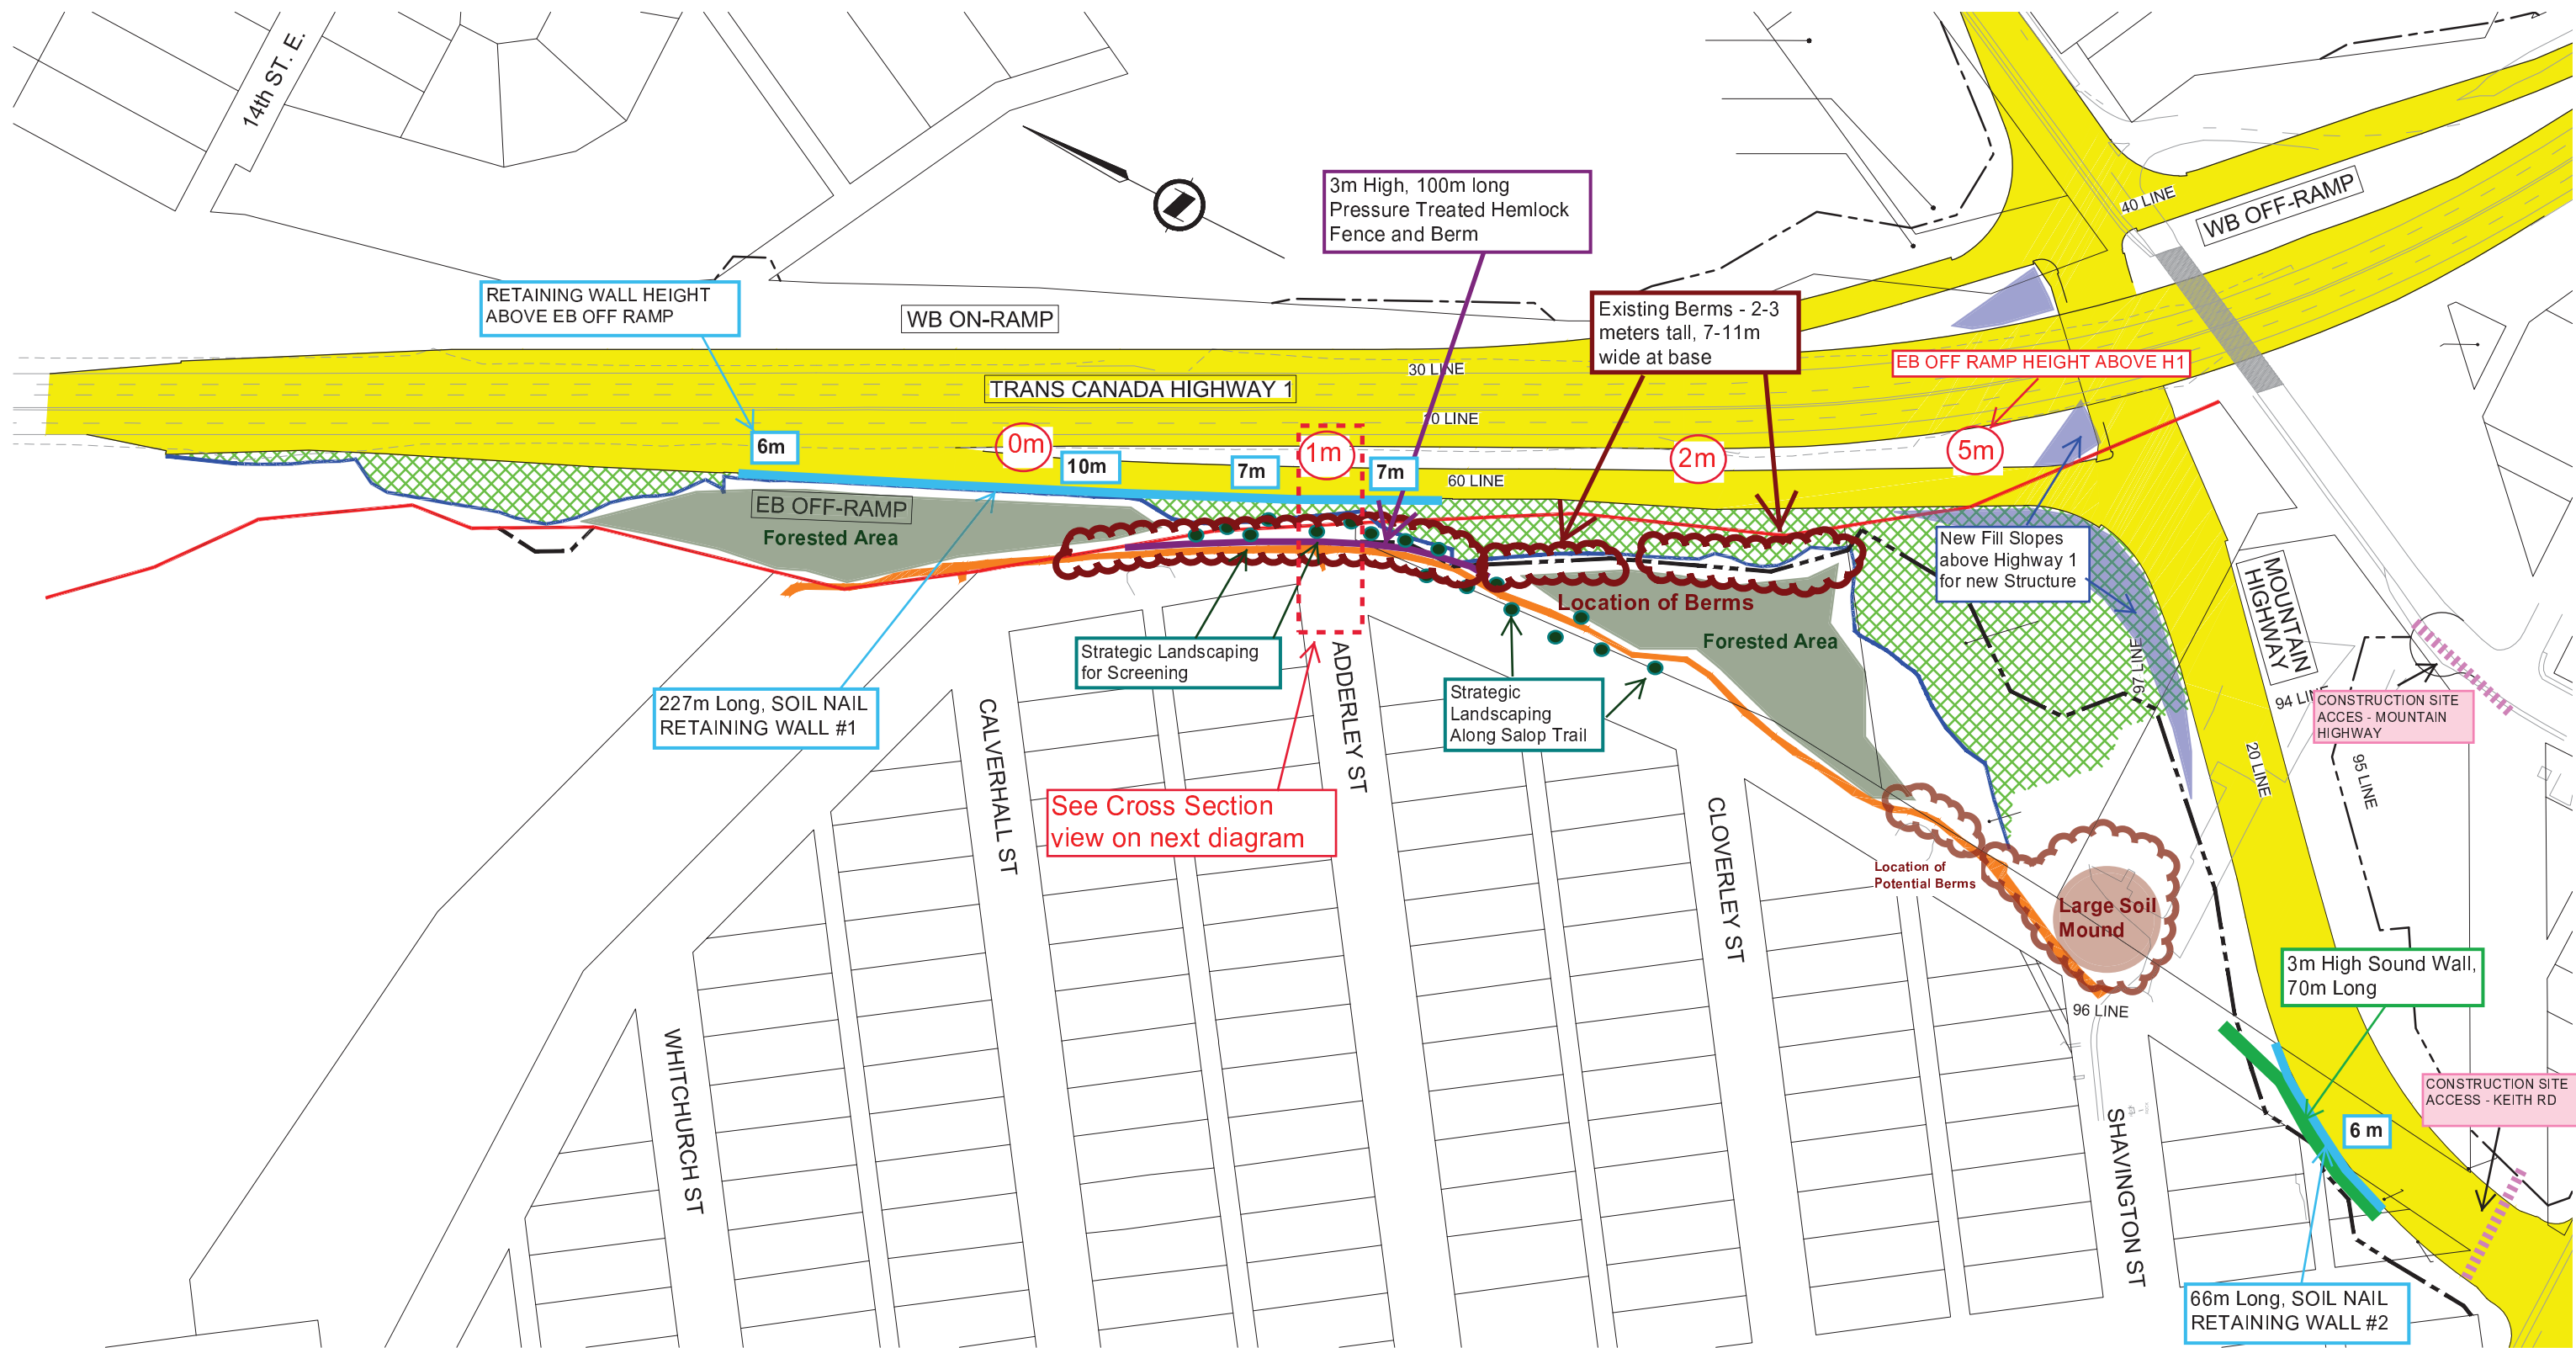 14th ST. E.
3m High, 100m long
Pressure Treated Hemlock
Fence and Berm
40 LINE
WB OFF-RAMP
RETAINING WALL HEIGHT
ABOVE EB OFF RAMP
WB ON-RAMP
Existing Berms - 2-3
meters tall, 7-11m
wide at base
30 LINE
EB OFF RAMP HEIGHT ABOVE H1
TRANS CANADA HIGHWAY 1
10 LINE
6m
0m
10m
7m
1m
7m
2m
5m
60 LINE
EB OFF-RAMP
Forested Area
New Fill Slopes
above Highway 1
for new Structure
Location of Berms
Forested Area
MOUNTAIN
HIGHWAY
97 LINE
94 LIN
Strategic Landscaping
for Screening
ADDERLEY ST
Strategic
Landscaping
Along Salop Trail
227m Long, SOIL NAIL
RETAINING WALL #1
CONSTRUCTION SITE
ACCES - MOUNTAIN
HIGHWAY
CALVERHALL ST
20 LINE
95 LINE
See Cross Section
view on next diagram
CLOVERLEY ST
Location of
Potential Berms
Large Soil
Mound
3m High Sound Wall,
70m Long
96 LINE
WHITCHURCH ST
CONSTRUCTION SITE
ACCESS - KEITH RD
6 m
SHAVINGTON ST
66m Long, SOIL NAIL
RETAINING WALL #2